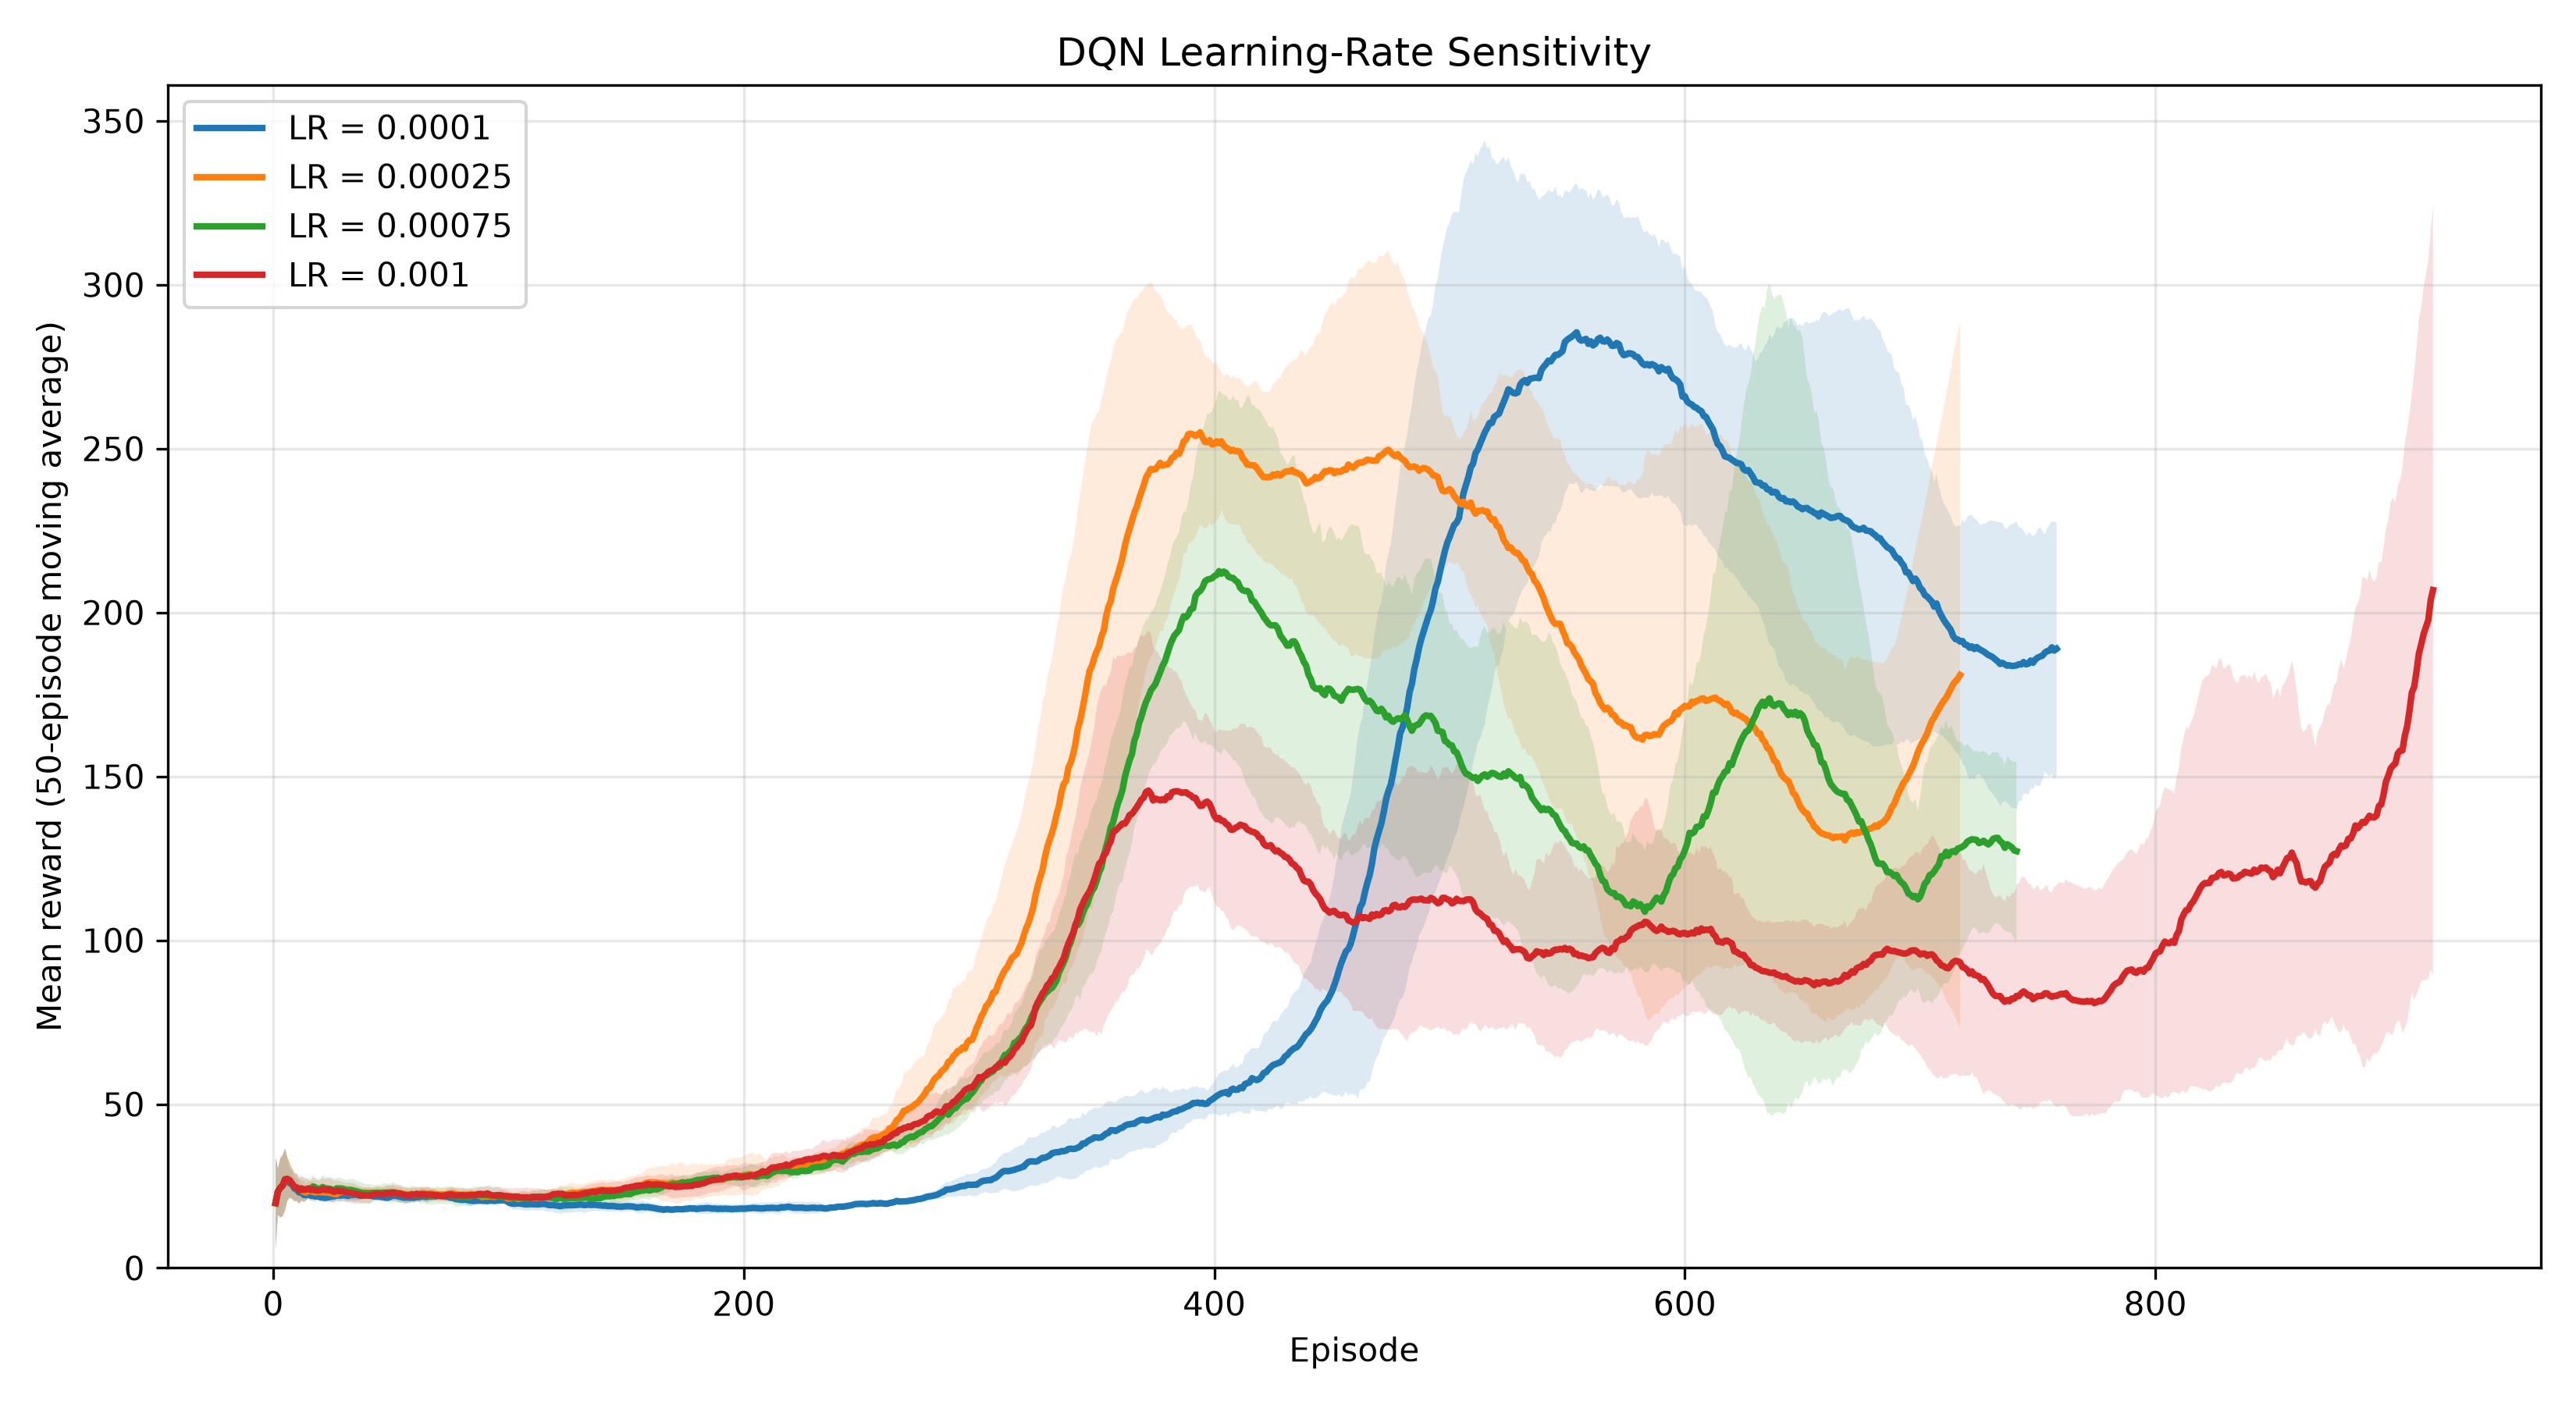 DQN Learning-Rate Sensitivity
LR = 0.0001
LR = 0.00025
LR = 0.00075
LR = 0.001
Mean reward (50-episode moving average)
350
300
250
200
150
100
50
0
0 200 400 600 800
Episode